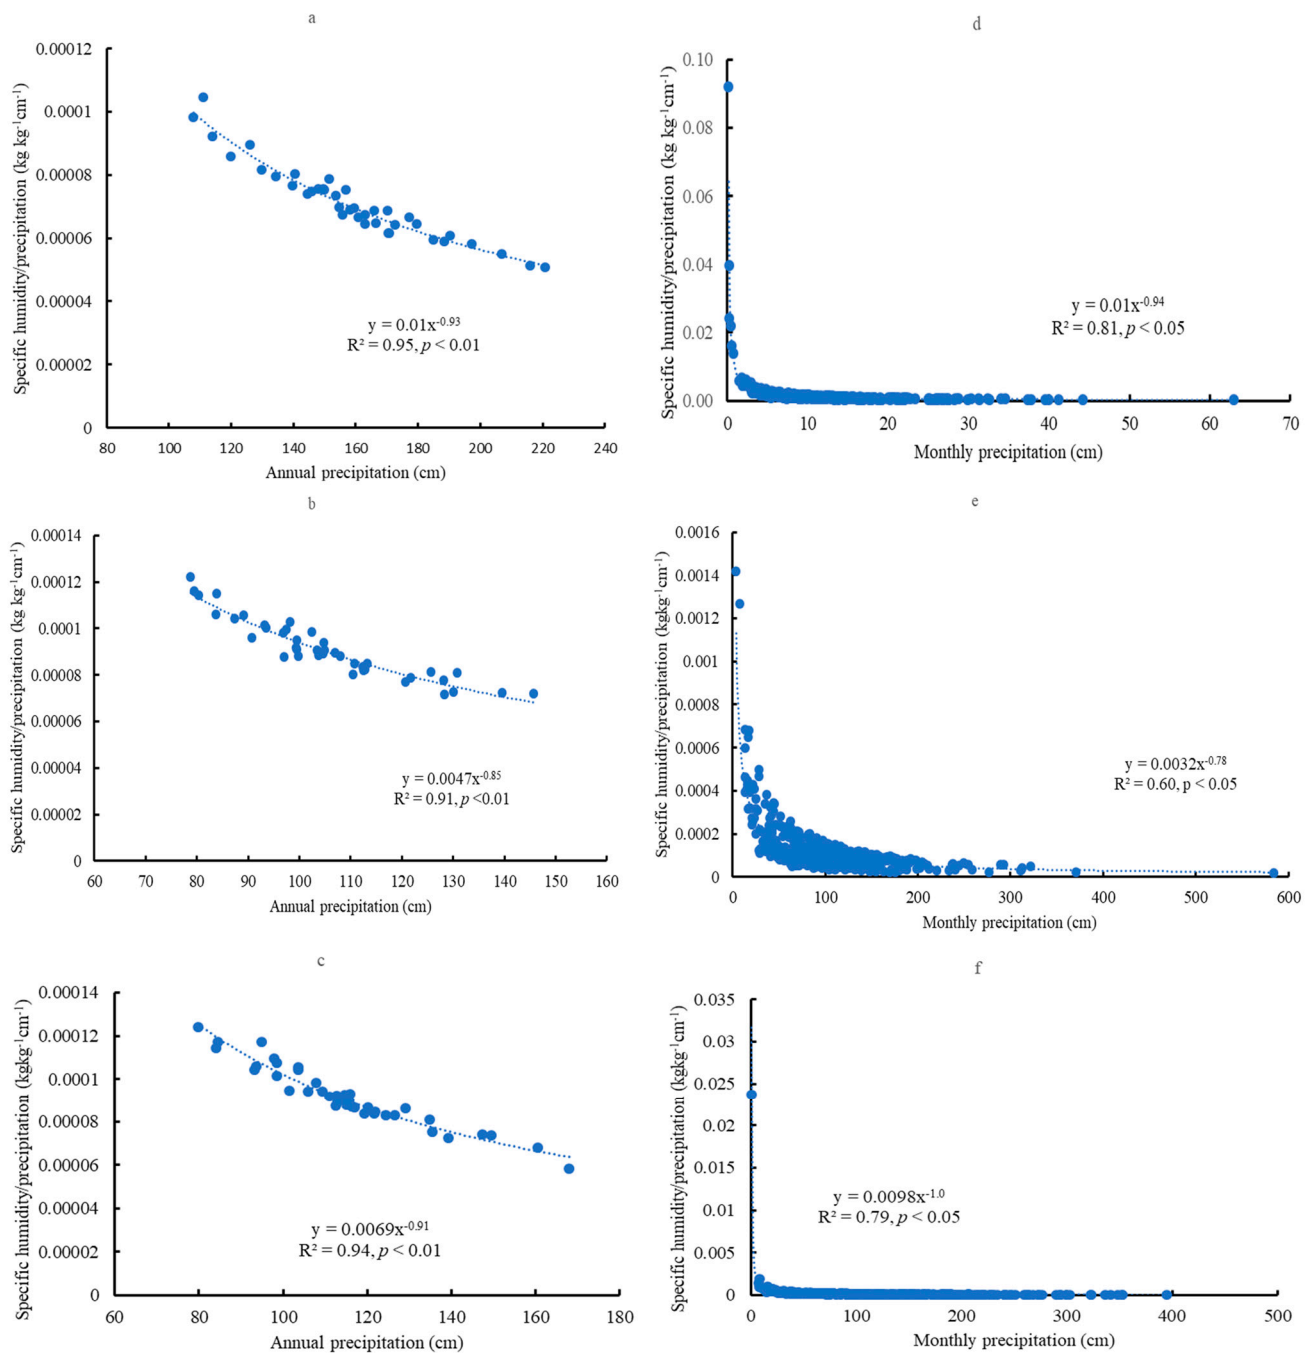 a
Specific humidity/precipitation (kg kg⁻¹cm⁻¹)
0.00012
0.0001
0.00008
0.00006
0.00004
0.00002
0
y = 0.01x⁻⁰·⁹³
R² = 0.95, p < 0.01
80 100 120 140 160 180 200 220 240
Annual precipitation (cm)
d
Specific humidity/precipitation (kg kg⁻¹cm⁻¹)
0.10
0.08
0.06
0.04
0.02
0.00
y = 0.01x⁻⁰·⁹⁴
R² = 0.81, p < 0.05
0 10 20 30 40 50 60 70
Monthly precipitation (cm)
b
Specific humidity/precipitation (kg kg⁻¹cm⁻¹)
0.00014
0.00012
0.0001
0.00008
0.00006
0.00004
0.00002
0
y = 0.0047x⁻⁰·⁸⁵
R² = 0.91, p <0.01
60 70 80 90 100 110 120 130 140 150 160
Annual precipitation (cm)
e
Specific humidity/precipitation (kgkg⁻¹cm⁻¹)
0.0016
0.0014
0.0012
0.001
0.0008
0.0006
0.0004
0.0002
0
y = 0.0032x⁻⁰·⁷⁸
R² = 0.60, p < 0.05
0 100 200 300 400 500 600
Monthly precipitation (cm)
c
Specific humidity/precipitation (kgkg⁻¹cm⁻¹)
0.00014
0.00012
0.0001
0.00008
0.00006
0.00004
0.00002
0
y = 0.0069x⁻⁰·⁹¹
R² = 0.94, p < 0.01
60 80 100 120 140 160 180
Annual precipitation (cm)
f
Specific humidity/precipitation (kgkg⁻¹cm⁻¹)
0.035
0.03
0.025
0.02
0.015
0.01
0.005
0
y = 0.0098x⁻¹·⁰
R² = 0.79, p < 0.05
0 100 200 300 400 500
Monthly precipitation (cm)